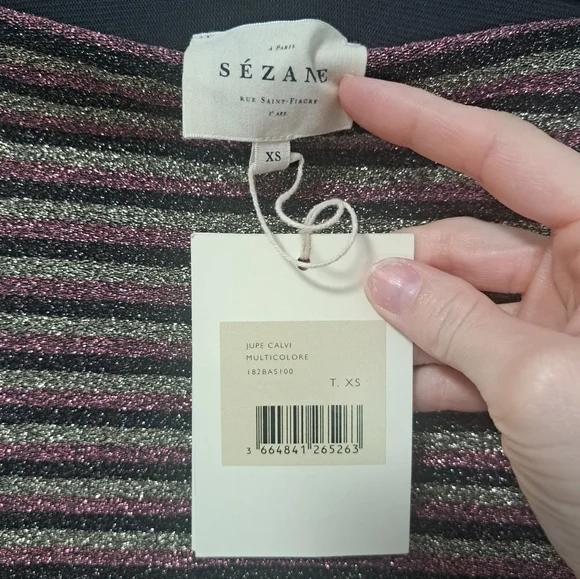 A PARIS
SÉZANE
RUE SAINT-FIACRE
2e ARR.
XS
JUPE CALVI
MULTICOLORE
182BAS100
T. XS
3 664841 265263